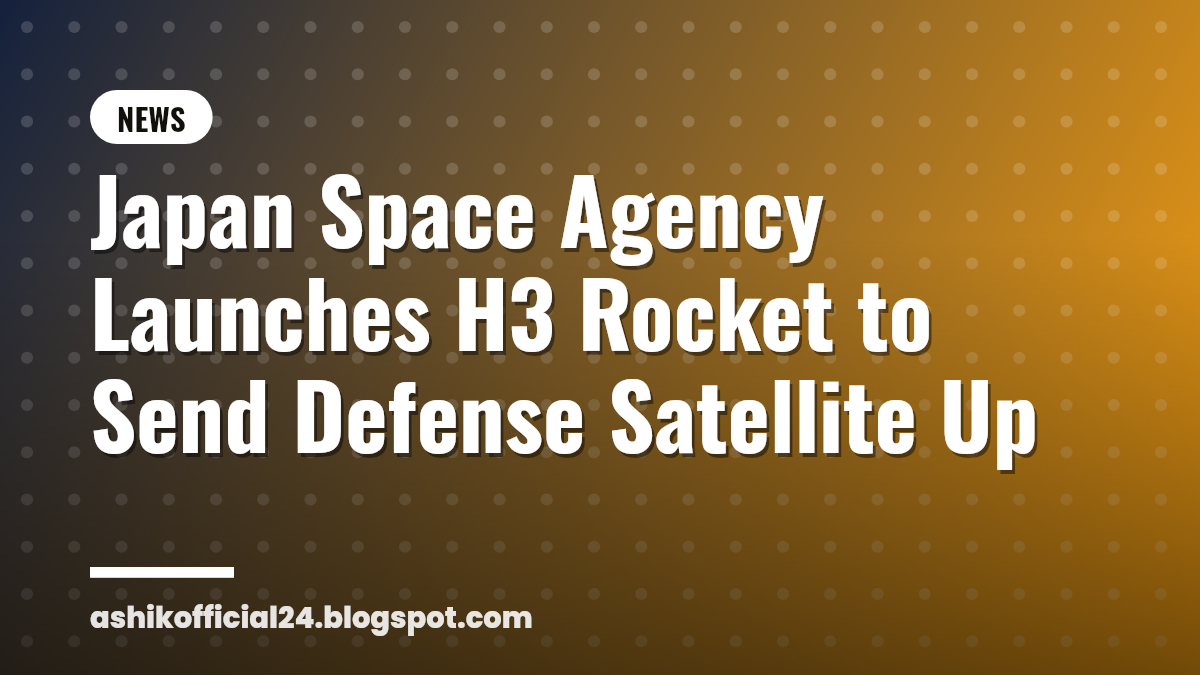 NEWS
Japan Space Agency
Launches H3 Rocket to
Send Defense Satellite Up
ashikofficial24.blogspot.com